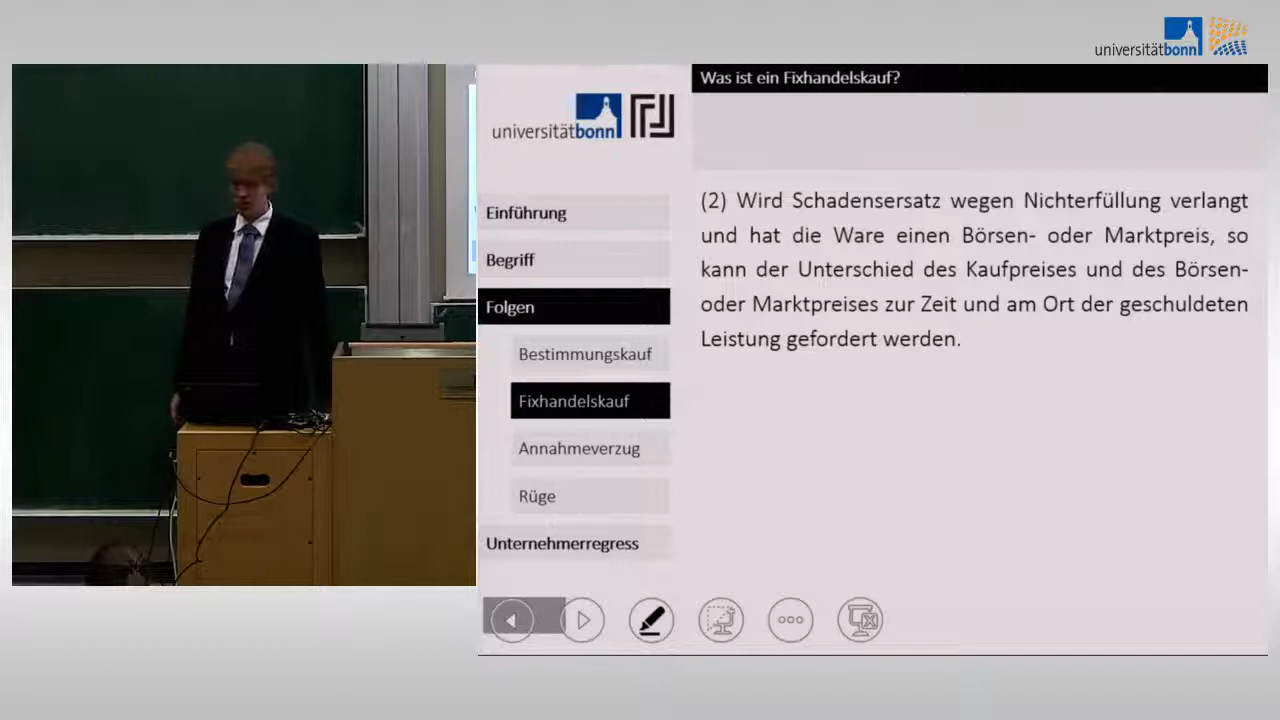 universitätbonn
Was ist ein Fixhandelskauf?
universitätbonn
Einführung
Begriff
Folgen
Bestimmungskauf
Fixhandelskauf
Annahmeverzug
Rüge
Unternehmerregress
(2) Wird Schadensersatz wegen Nichterfüllung verlangt
und hat die Ware einen Börsen- oder Marktpreis, so
kann der Unterschied des Kaufpreises und des Börsen-
oder Marktpreises zur Zeit und am Ort der geschuldeten
Leistung gefordert werden.